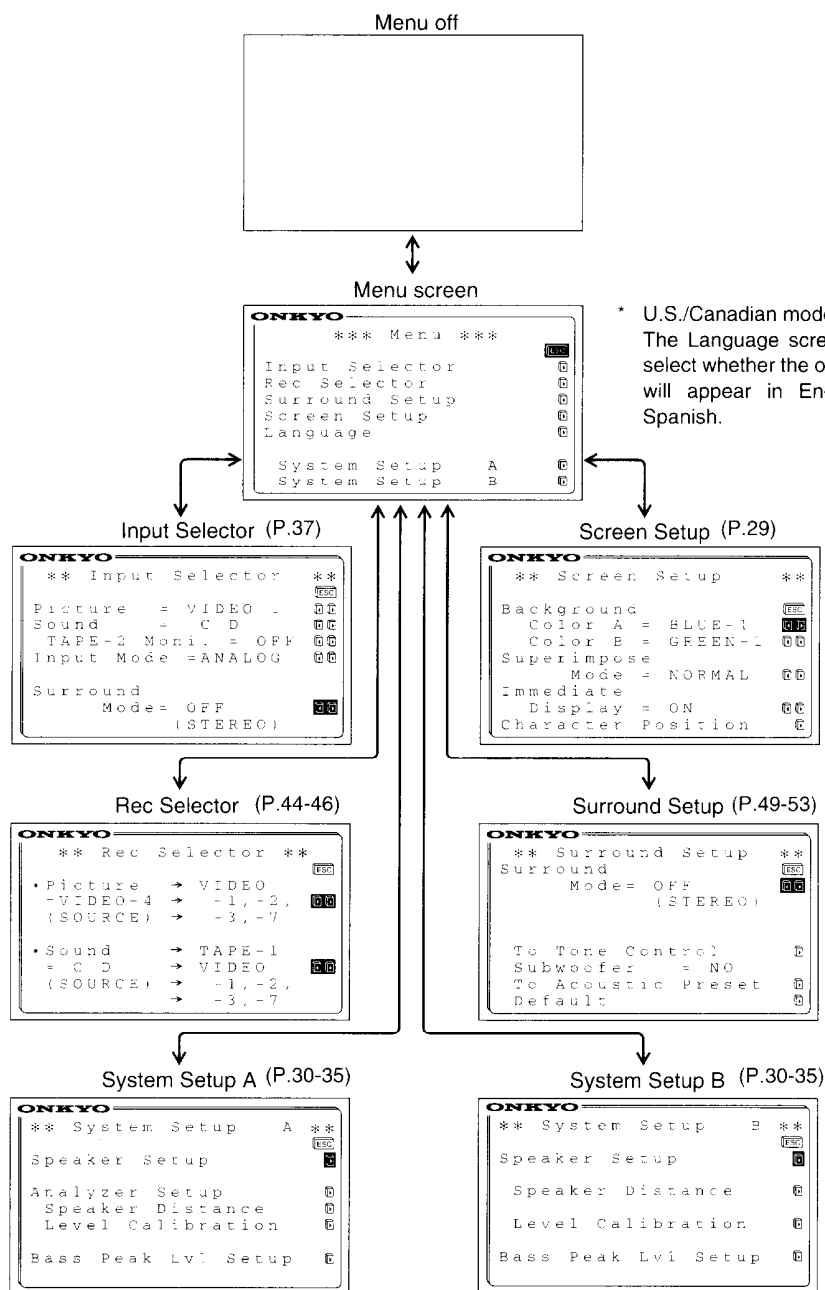 Menu off
Menu screen
ONKYO
*** Menu ***
ESC
Input Selector
Rec Selector
Surround Setup
Screen Setup
Language
System Setup A
System Setup B
* U.S./Canadian
The Language
select whether the
will appear in
Spanish.
Input Selector (P.37)
ONKYO
** Input Selector **
ESC
Picture = VIDEO
Sound = C D
TAPE-2 Moni. = OFF
Input Mode =ANALOG
Surround
Mode= OFF
(STEREO)
Screen Setup (P.29)
ONKYO
** Screen Setup **
Background ESC
Color A = BLUE-1
Color B = GREEN-1
Superimpose
Mode = NORMAL
Immediate
Display = ON
Character Position
Rec Selector (P.44-46)
ONKYO
** Rec Selector **
ESC
•Picture → VIDEO
=VIDEO-4 → -1,-2,
(SOURCE) → -3,-7
•Sound → TAPE-1
= C D → VIDEO
(SOURCE) → -1,-2,
→ -3,-7
Surround Setup (P.49-53)
ONKYO
** Surround Setup **
Surround ESC
Mode= OFF
(STEREO)
To Tone Control
Subwoofer = NO
To Acoustic Preset
Default
System Setup A (P.30-35)
ONKYO
** System Setup A **
ESC
Speaker Setup
Analyzer Setup
Speaker Distance
Level Calibration
Bass Peak Lvl Setup
System Setup B (P.30-35)
ONKYO
** System Setup B **
ESC
Speaker Setup
Speaker Distance
Level Calibration
Bass Peak Lvl Setup